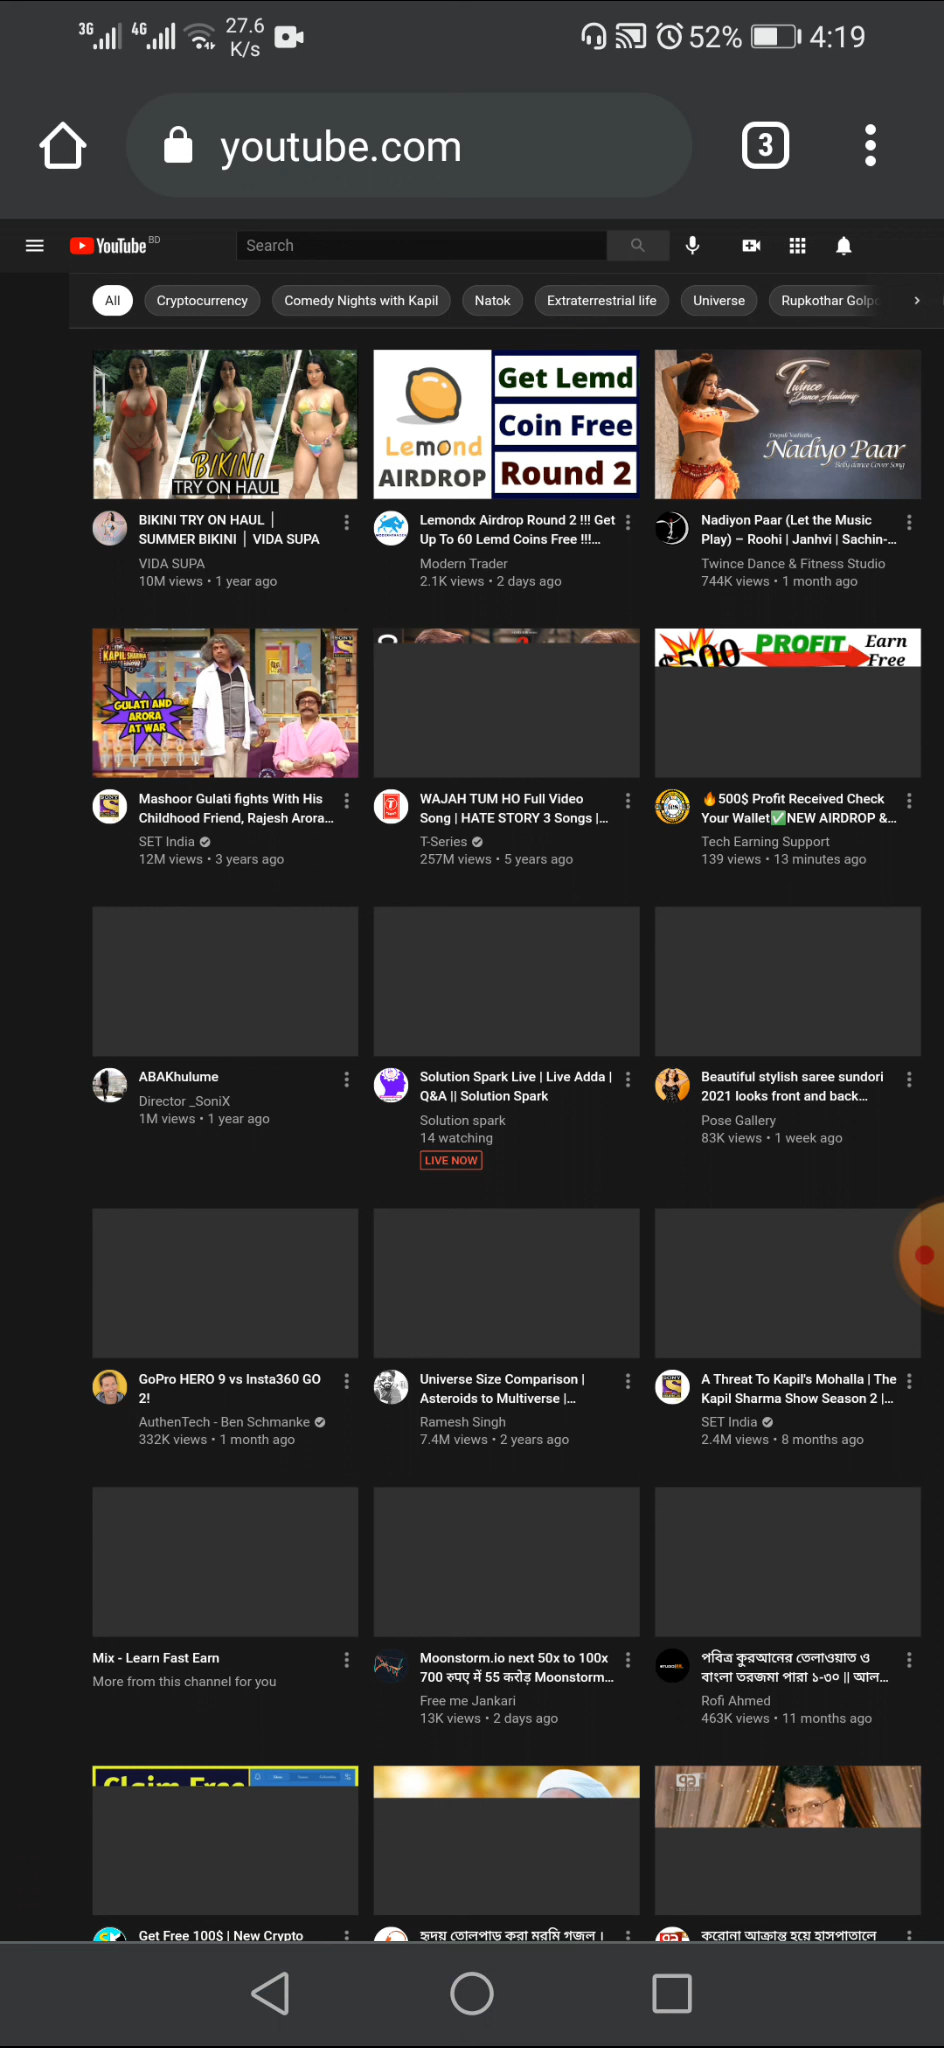 3G 4G 27.6 K/s 52% 4:19
youtube.com 3
YouTube BD Search
All Cryptocurrency Comedy Nights with Kapil Natok Extraterrestrial life Universe Rupkothar Golpo
BIKINI
TRY ON HAUL
Lemond
AIRDROP
Get Lemd
Coin Free
Round 2
Twince
Dance Academy
Nadiyo Paar
Belly dance Cover Song
BIKINI TRY ON HAUL |
SUMMER BIKINI | VIDA SUPA
VIDA SUPA
10M views • 1 year ago
Lemondx Airdrop Round 2 !!! Get
Up To 60 Lemd Coins Free !!!...
Modern Trader
2.1K views • 2 days ago
Nadiyon Paar (Let the Music
Play) – Roohi | Janhvi | Sachin-...
Twince Dance & Fitness Studio
744K views • 1 month ago
KAPIL SHARMA
GULATI AND
ARORA
AT WAR
$500 PROFIT Earn
Free
Mashoor Gulati fights With His
Childhood Friend, Rajesh Arora...
SET India
12M views • 3 years ago
WAJAH TUM HO Full Video
Song | HATE STORY 3 Songs |...
T-Series
257M views • 5 years ago
🔥500$ Profit Received Check
Your Wallet✅NEW AIRDROP &...
Tech Earning Support
139 views • 13 minutes ago
ABAKhulume
Director _SoniX
1M views • 1 year ago
Solution Spark Live | Live Adda |
Q&A || Solution Spark
Solution spark
14 watching
LIVE NOW
Beautiful stylish saree sundori
2021 looks front and back...
Pose Gallery
83K views • 1 week ago
GoPro HERO 9 vs Insta360 GO
2!
AuthenTech - Ben Schmanke
332K views • 1 month ago
Universe Size Comparison |
Asteroids to Multiverse |...
Ramesh Singh
7.4M views • 2 years ago
A Threat To Kapil's Mohalla | The
Kapil Sharma Show Season 2 |...
SET India
2.4M views • 8 months ago
Mix - Learn Fast Earn
More from this channel for you
Moonstorm.io next 50x to 100x
700 रुपए में 55 करोड़ Moonstorm...
Free me Jankari
13K views • 2 days ago
পবিত্র কুরআনের তেলাওয়াত ও
বাংলা তরজমা পারা ১-৩০ || আল...
Rofi Ahmed
463K views • 11 months ago
Claim Free
Get Free 100$ | New Crypto
হৃদয় তোলপাড় করা মরমি গজল ।
করোনা আক্রান্ত হয়ে হাসপাতালে